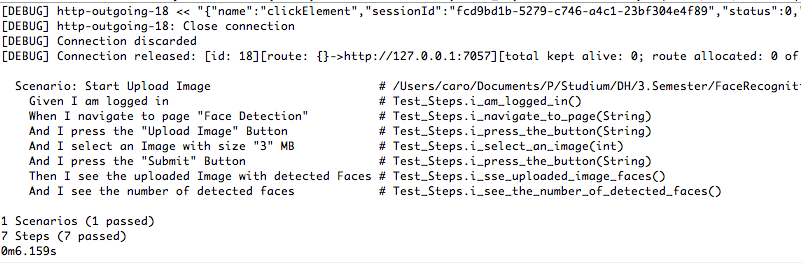 [DEBUG] http-outgoing-18 << "{"name":"clickElement","sessionId":"fcd9bd1b-5279-c746-a4c1-23bf304e4f89","status":0,"
[DEBUG] http-outgoing-18: Close connection
[DEBUG] Connection discarded
[DEBUG] Connection released: [id: 18][route: {}->http://127.0.0.1:7057][total kept alive: 0; route allocated: 0 of
Scenario: Start Upload Image # /Users/caro/Documents/P/Studium/DH/3.Semester/FaceRecognit
Given I am logged in # Test_Steps.i_am_logged_in()
When I navigate to page "Face Detection" # Test_Steps.i_navigate_to_page(String)
And I press the "Upload Image" Button # Test_Steps.i_press_the_button(String)
And I select an Image with size "3" MB # Test_Steps.i_select_an_image(int)
And I press the "Submit" Button # Test_Steps.i_press_the_button(String)
Then I see the uploaded Image with detected Faces # Test_Steps.i_sse_uploaded_image_faces()
And I see the number of detected faces # Test_Steps.i_see_the_number_of_detected_faces()
1 Scenarios (1 passed)
7 Steps (7 passed)
0m6.159s